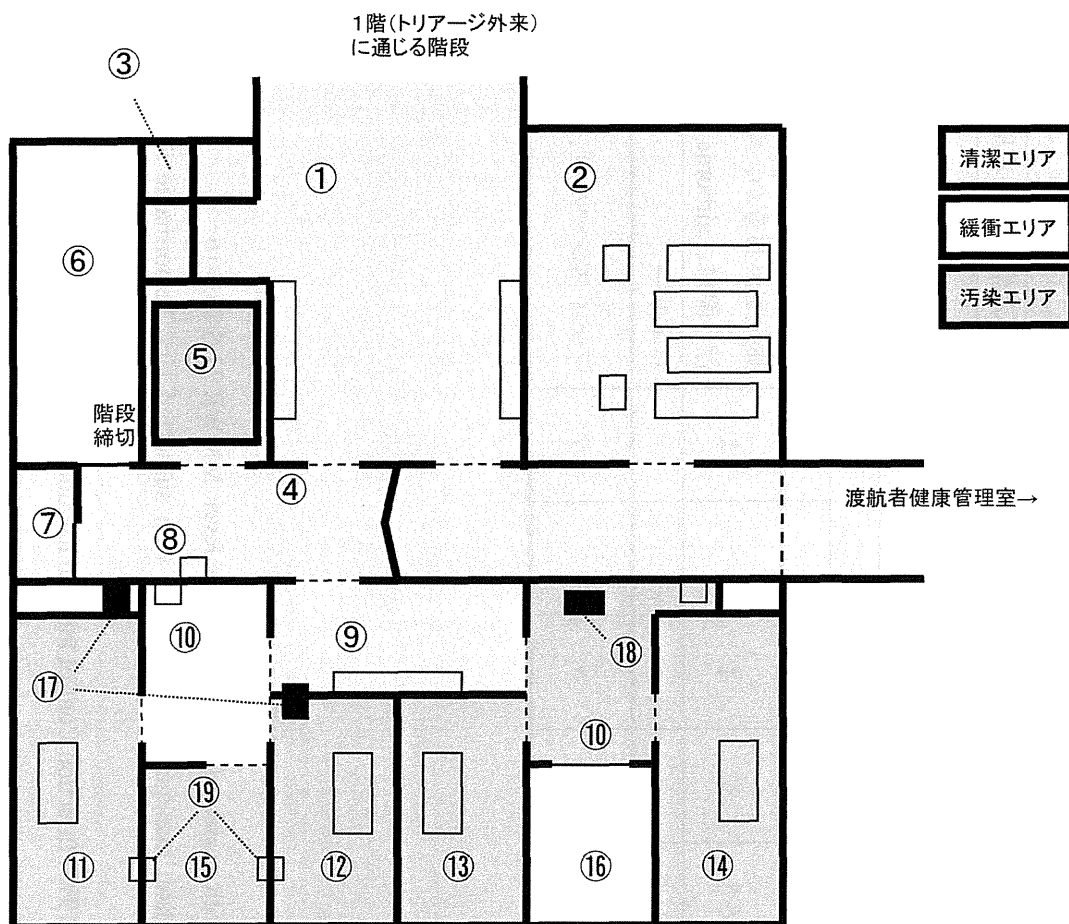 1階(トリアージ外来)
に通じる階段
③
①
②
清潔エリア
緩衝エリア
汚染エリア
⑥
⑤
階段
締切
④
渡航者健康管理室→
⑦
⑧
⑩
⑨
⑱
⑰
⑩
⑲
⑪
⑮
⑫
⑬
⑯
⑭